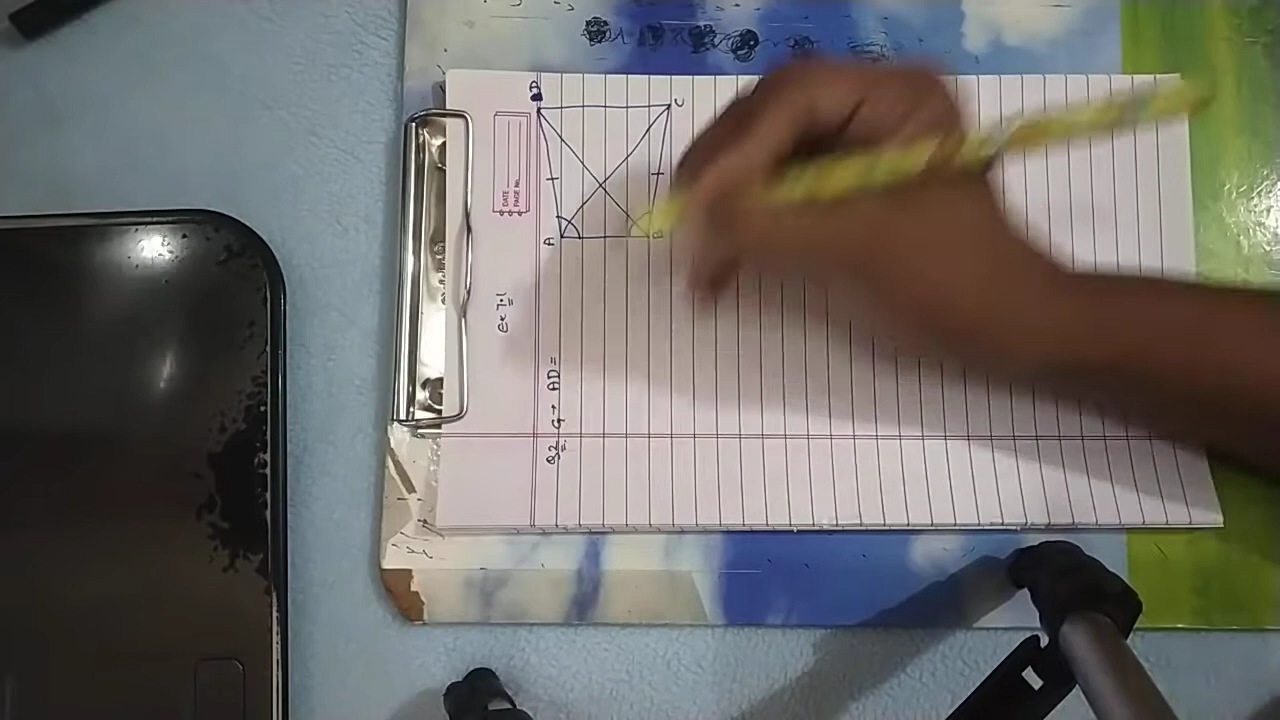 DATE
PAGE No.
Ex 7.1
Q2. G→ AD =
D
C
A
B